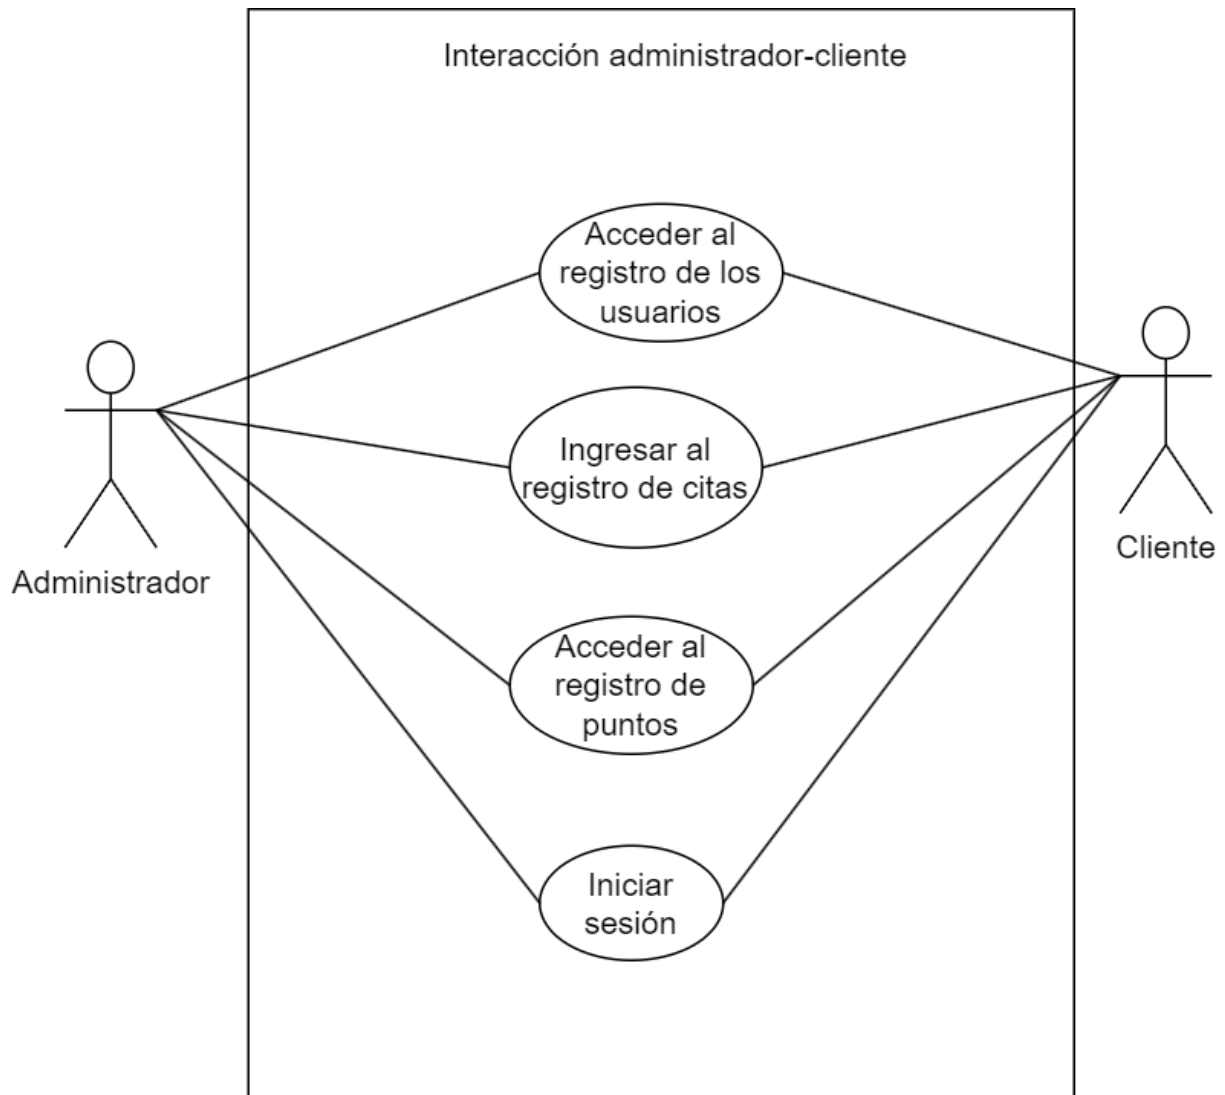 Interacción administrador-cliente
Acceder al
registro de los
usuarios
Ingresar al
registro de citas
Cliente
Administrador
Acceder al
registro de
puntos
Iniciar
sesión